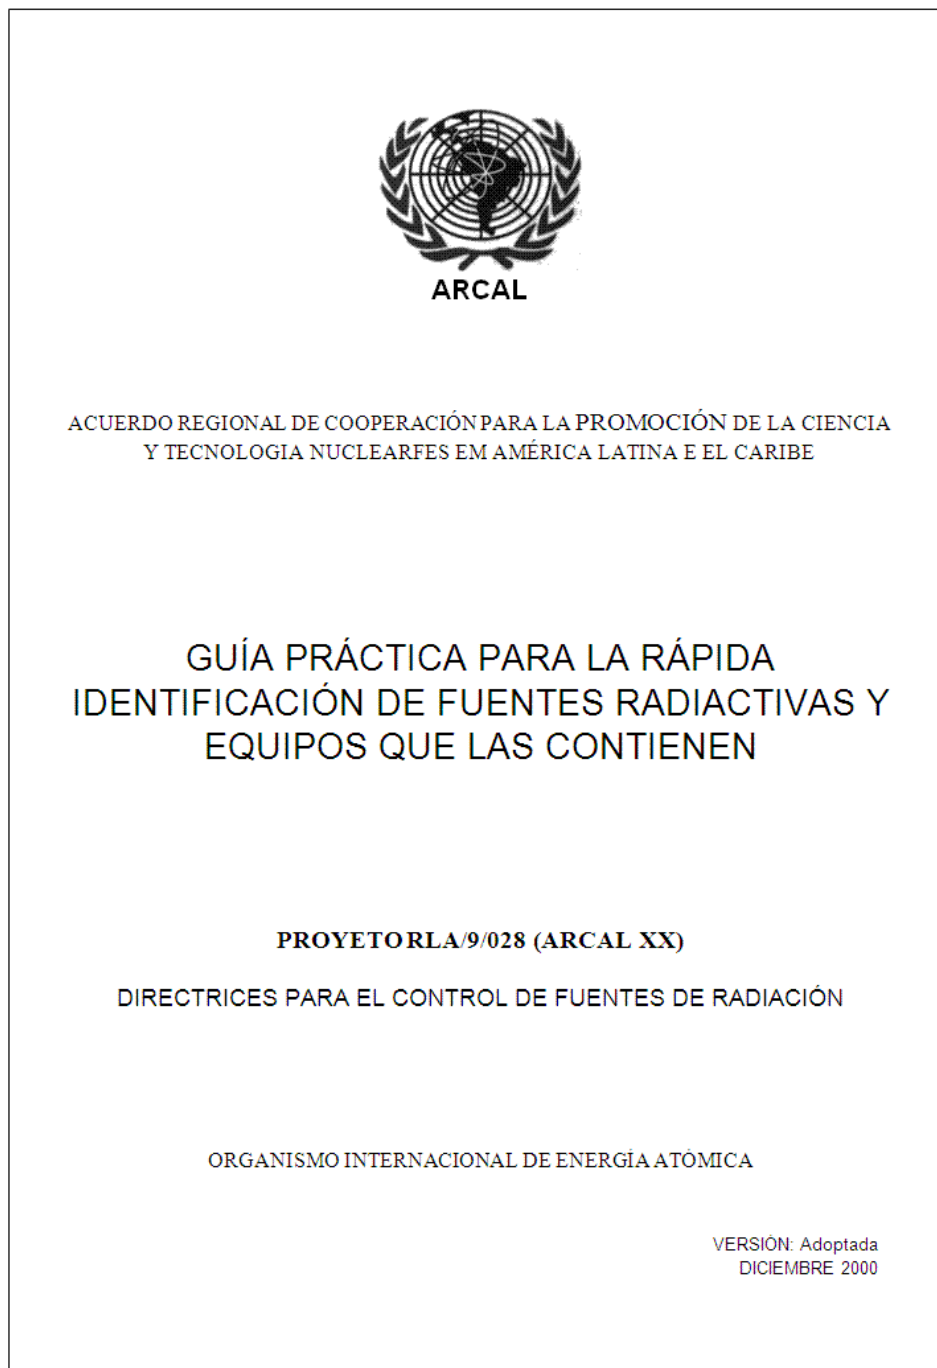 ARCAL
ACUERDO REGIONAL DE COOPERACIÓN PARA LA PROMOCIÓN DE LA CIENCIA
Y TECNOLOGIA NUCLEARFES EM AMÉRICA LATINA E EL CARIBE
GUÍA PRÁCTICA PARA LA RÁPIDA
IDENTIFICACIÓN DE FUENTES RADIACTIVAS Y
EQUIPOS QUE LAS CONTIENEN
PROYETO RLA/9/028 (ARCAL XX)
DIRECTRICES PARA EL CONTROL DE FUENTES DE RADIACIÓN
ORGANISMO INTERNACIONAL DE ENERGÍA ATÓMICA
VERSIÓN: Adoptada
DICIEMBRE 2000